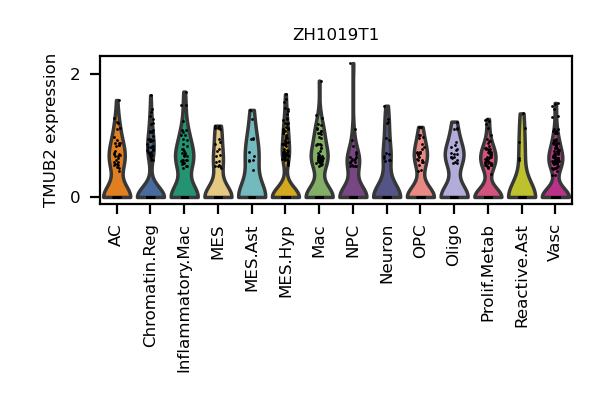 ZH1019T1
TMUB2 expression
2
0
AC
Chromatin.Reg
Inflammatory.Mac
MES
MES.Ast
MES.Hyp
Mac
NPC
Neuron
OPC
Oligo
Prolif.Metab
Reactive.Ast
Vasc